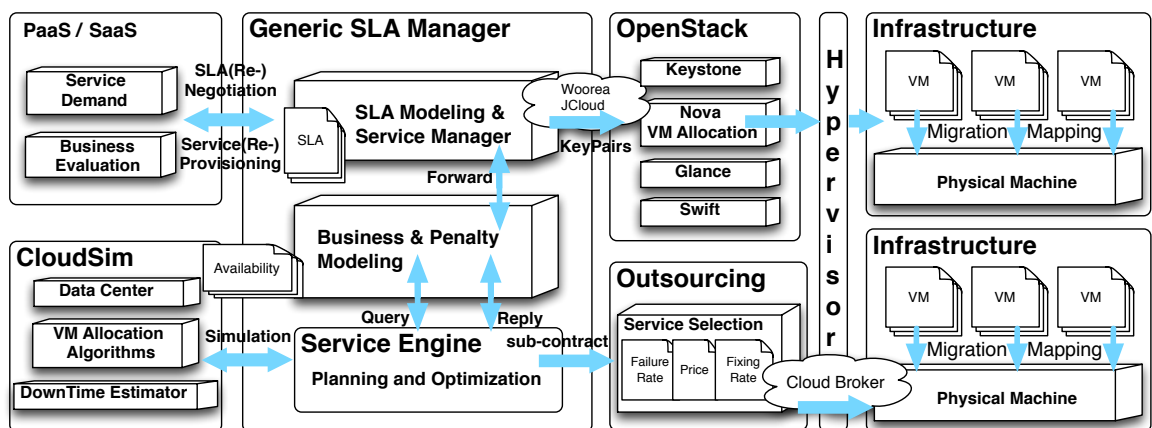 PaaS / SaaS
Service
Demand
Business
Evaluation
SLA(Re-)
Negotiation
Service(Re-)
Provisioning
CloudSim
Data Center
VM Allocation
Algorithms
DownTime Estimator
Availability
Simulation
Generic SLA Manager
SLA
SLA Modeling &
Service Manager
Forward
Business & Penalty
Modeling
Query
Reply
Service Engine
Planning and Optimization
Woorea
JCloud
KeyPairs
sub-contract
OpenStack
Keystone
Nova
VM Allocation
Glance
Swift
Outsourcing
Service Selection
Failure
Rate
Price
Fixing
Rate
Cloud Broker
Hypervisor
Infrastructure
VM
VM
VM
Migration
Mapping
Physical Machine
Infrastructure
VM
VM
VM
Migration
Mapping
Physical Machine